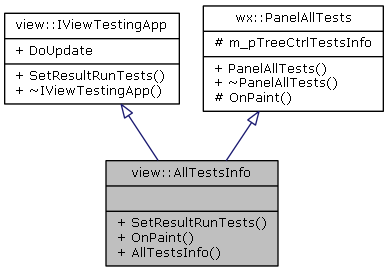 view::IViewTestingApp
+ DoUpdate
+ SetResultRunTests()
+ ~IViewTestingApp()
wx::PanelAllTests
# m_pTreeCtrlTestsInfo
+ PanelAllTests()
+ ~PanelAllTests()
# OnPaint()
view::AllTestsInfo
+ SetResultRunTests()
+ OnPaint()
+ AllTestsInfo()